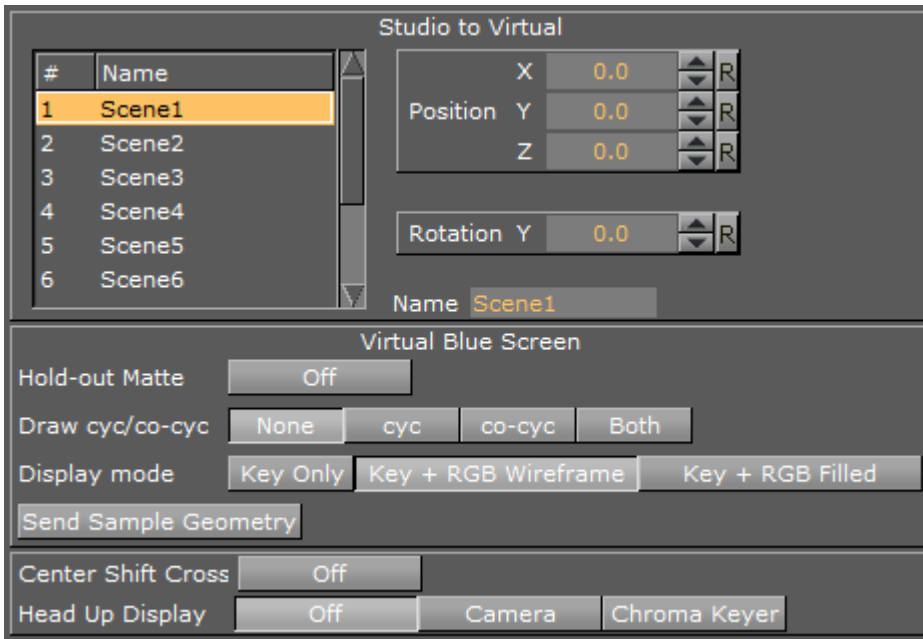 Studio to Virtual
# Name
1 Scene1
2 Scene2
3 Scene3
4 Scene4
5 Scene5
6 Scene6
X 0.0 R
Position Y 0.0 R
Z 0.0 R
Rotation Y 0.0 R
Name Scene1
Virtual Blue Screen
Hold-out Matte Off
Draw cyc/co-cyc None cyc co-cyc Both
Display mode Key Only Key + RGB Wireframe Key + RGB Filled
Send Sample Geometry
Center Shift Cross Off
Head Up Display Off Camera Chroma Keyer